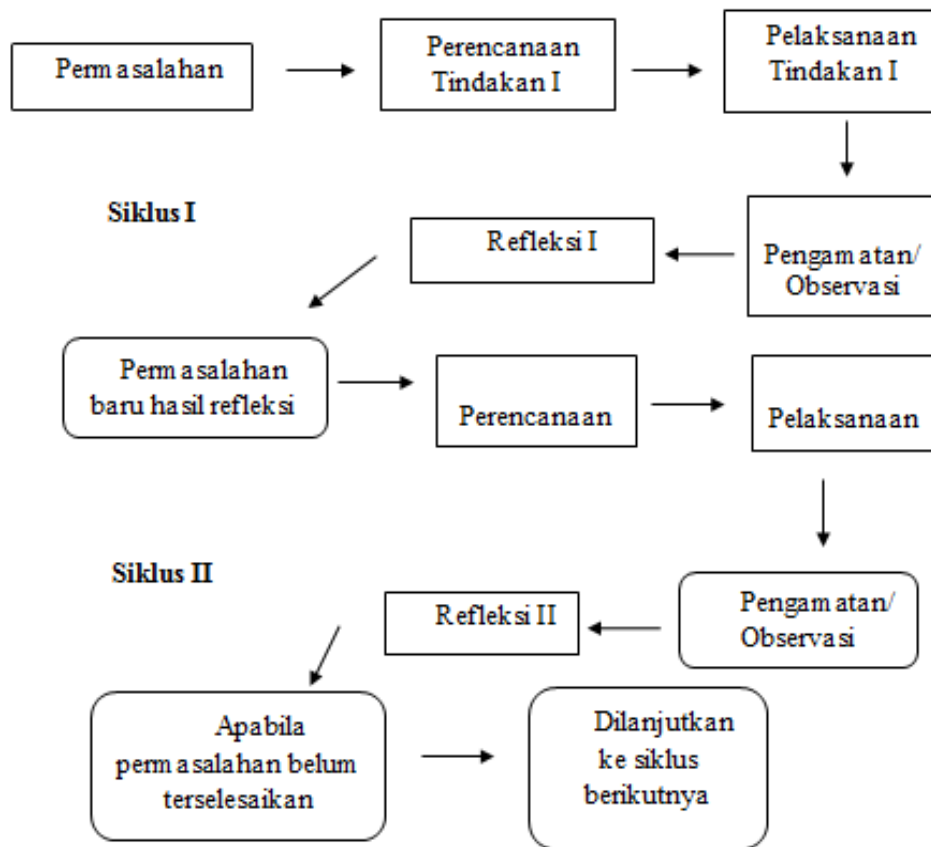 Permasalahan
Perencanaan
Tindakan I
Pelaksanaan
Tindakan I
Siklus I
Refleksi I
Pengamatan/
Observasi
Permasalahan
baru hasil refleksi
Perencanaan
Pelaksanaan
Siklus II
Refleksi II
Pengamatan/
Observasi
Apabila
permasalahan belum
terselesaikan
Dilanjutkan
ke siklus
berikutnya